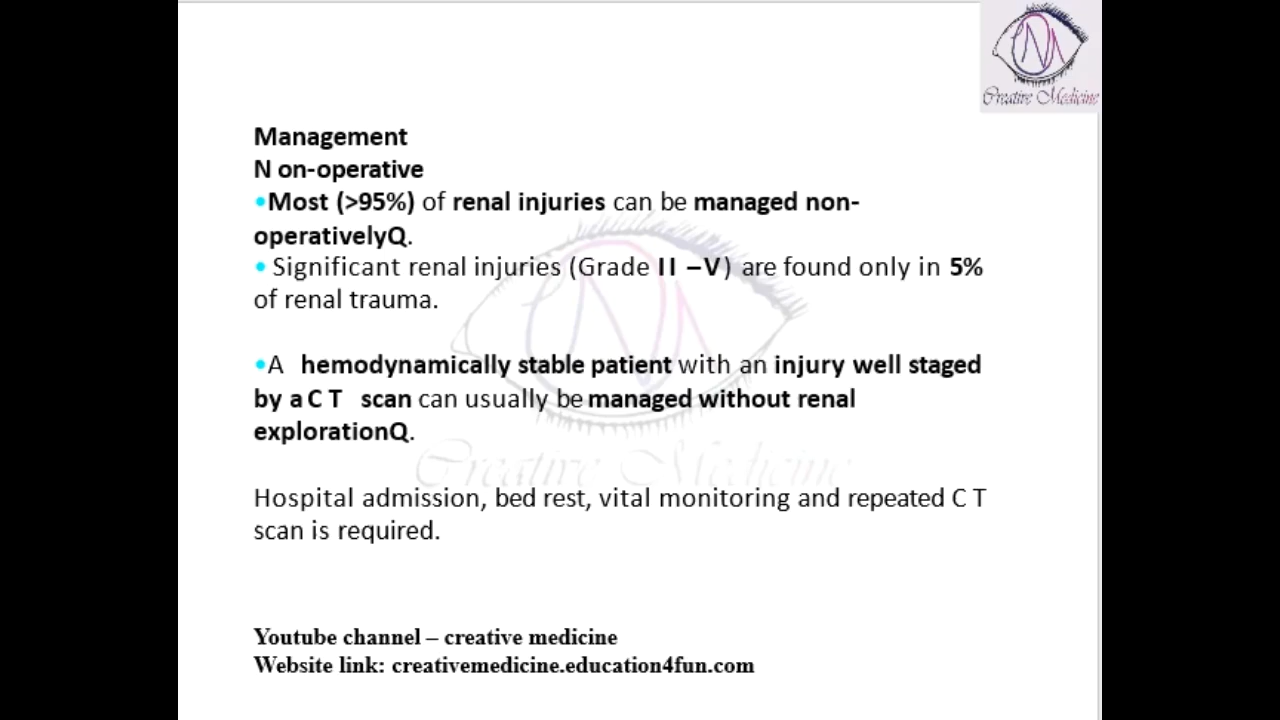 Creative Medicine
Management
N on-operative
•Most (>95%) of renal injuries can be managed non-
operativelyQ.
• Significant renal injuries (Grade II –V) are found only in 5%
of renal trauma.
•A hemodynamically stable patient with an injury well staged
by a C T scan can usually be managed without renal
explorationQ.
Creative Medicine
Hospital admission, bed rest, vital monitoring and repeated C T
scan is required.
Youtube channel – creative medicine
Website link: creativemedicine.education4fun.com